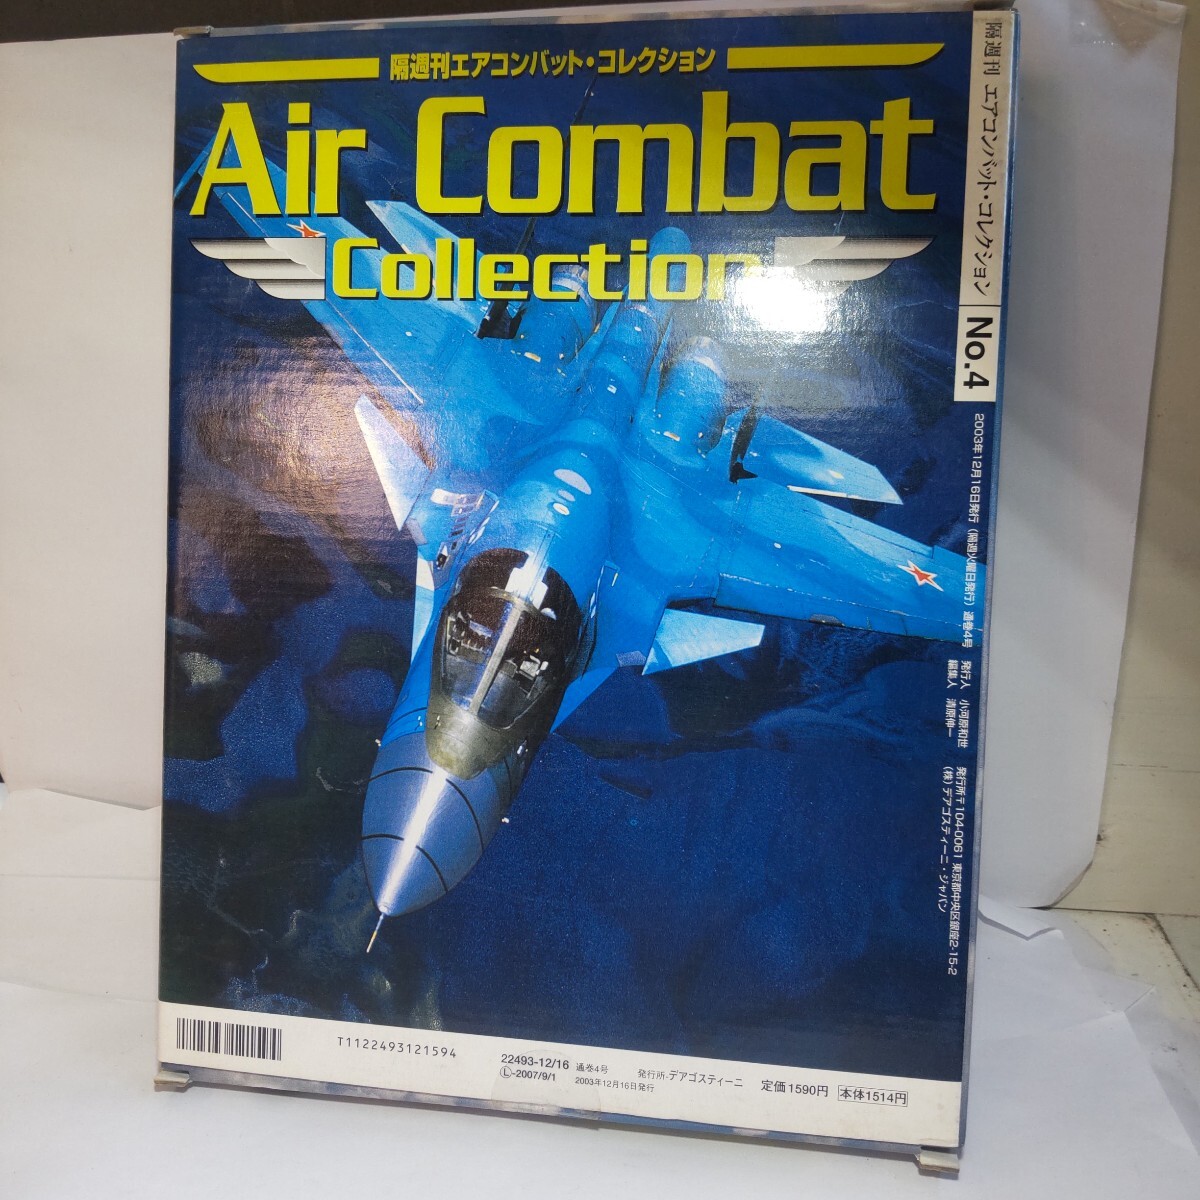 隔週刊エアコンバット・コレクション
Air Combat
Collection
隔週刊 エアコンバット・コレクション
No.4
2003年12月16日発行 (隔週火曜日発行) 通巻4号
発行人 小河原和世
編集人 清原伸一
発行所 〒104-0061 東京都中央区銀座2-15-2
(株)デアゴスティーニ・ジャパン
T1122493121594
22493-12/16
Ⓛ-2007/9/1
通巻4号
2003年12月16日発行
発行所-デアゴスティーニ
定価1590円
本体1514円